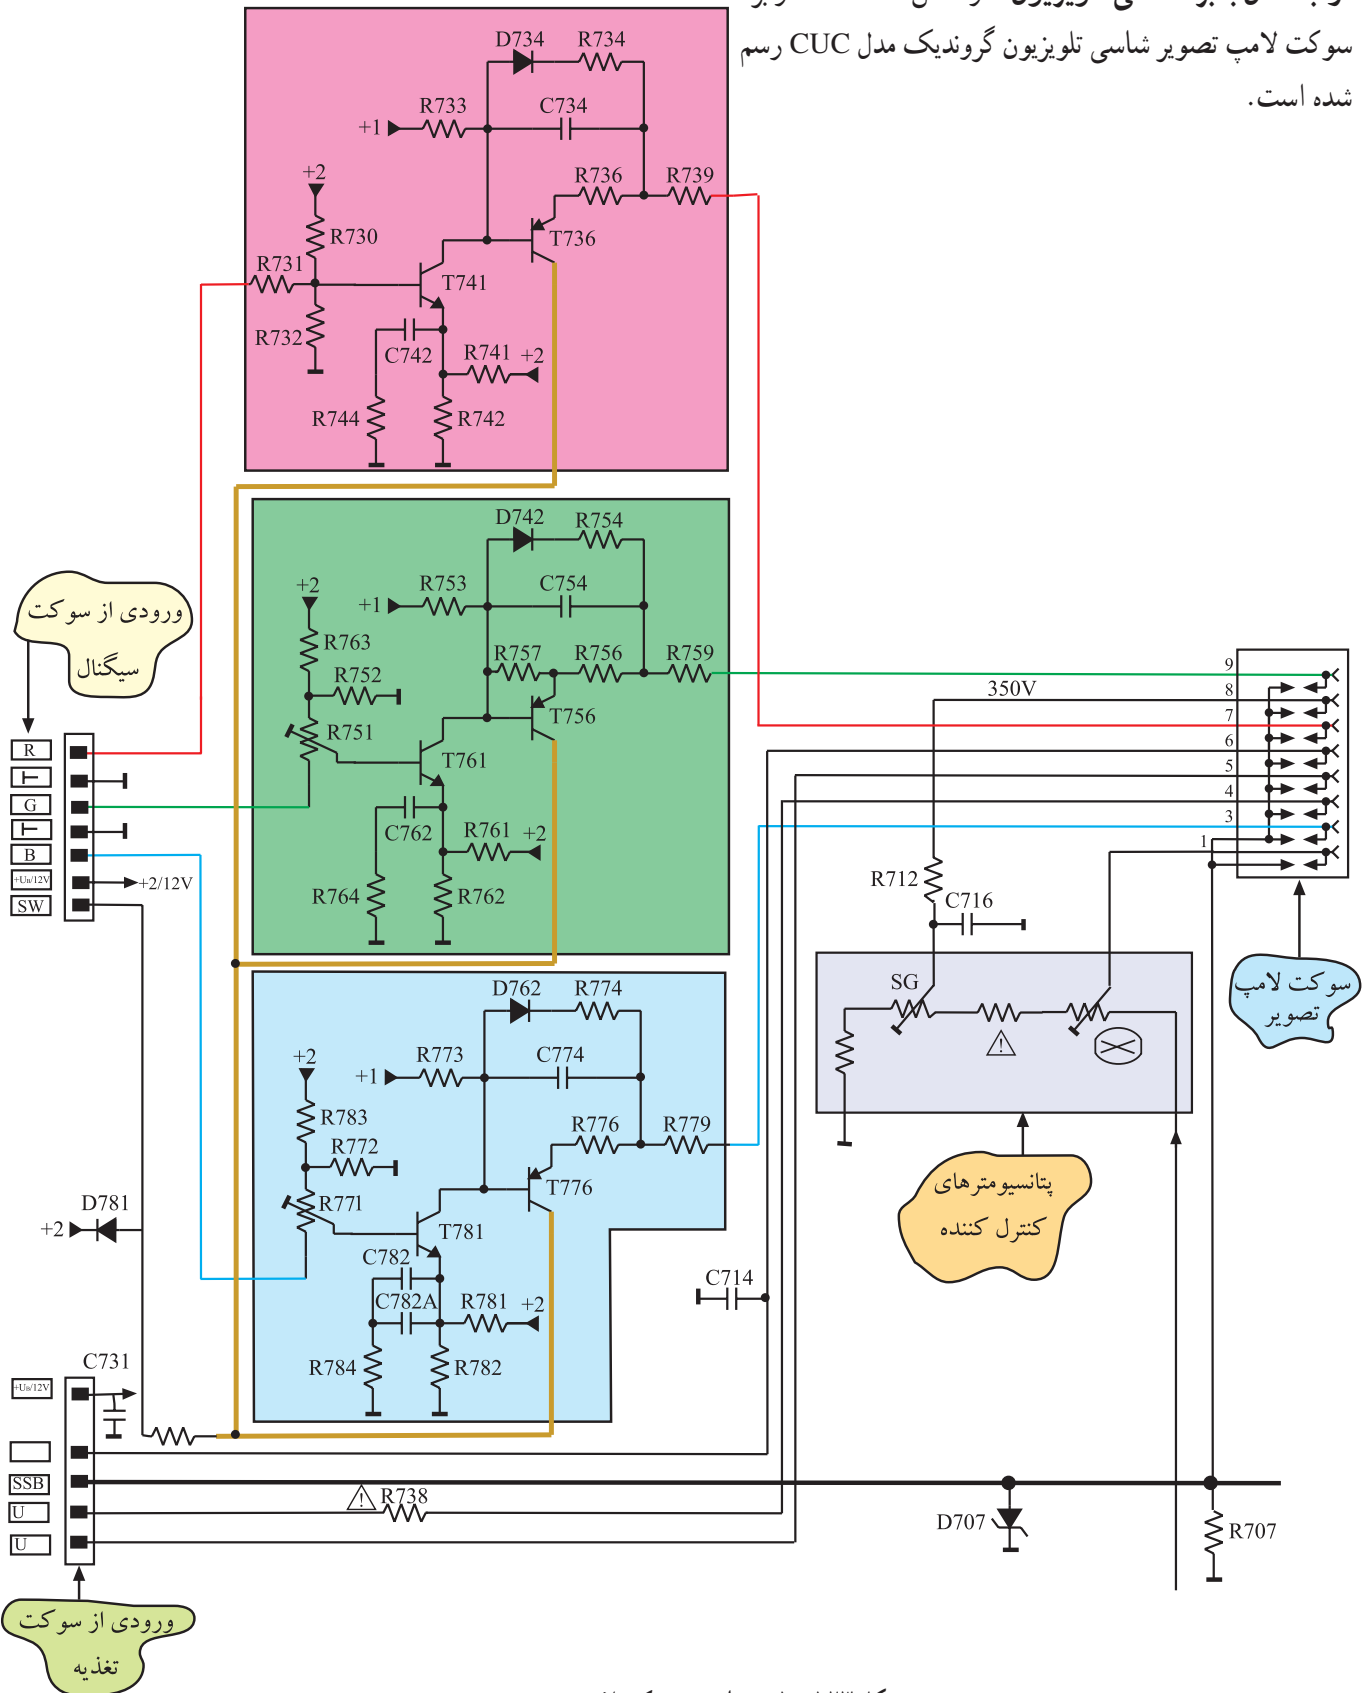 سوکت لامپ تصویر شاسی تلویزیون گروندیک مدل CUC رسم
شده است.
D734 R734
R733 C734
+1
+2
R736 R739
R730
T736
R731
T741
R732
C742
R741 +2
R744
R742
D742 R754
+2
R753 C754
+1
R763
R757 R756 R759
R752
R751
T756
T761
C762
R761 +2
R764
R762
ورودی از سوکت
سیگنال
R
G
B
+UB/12V
+2/12V
SW
9
350V
8
7
6
5
4
3
1
R712
C716
SG
سوکت لامپ
تصویر
پتانسیومترهای
کنترل کننده
D762 R774
+2
R773 C774
+1
R783
R776 R779
R772
R771
T776
T781
C782
C782A
R781 +2
R784
R782
D781
+2
C714
C731
+UB/12V
SSB
U
! R738
U
D707
R707
ورودی از سوکت
تغذیه